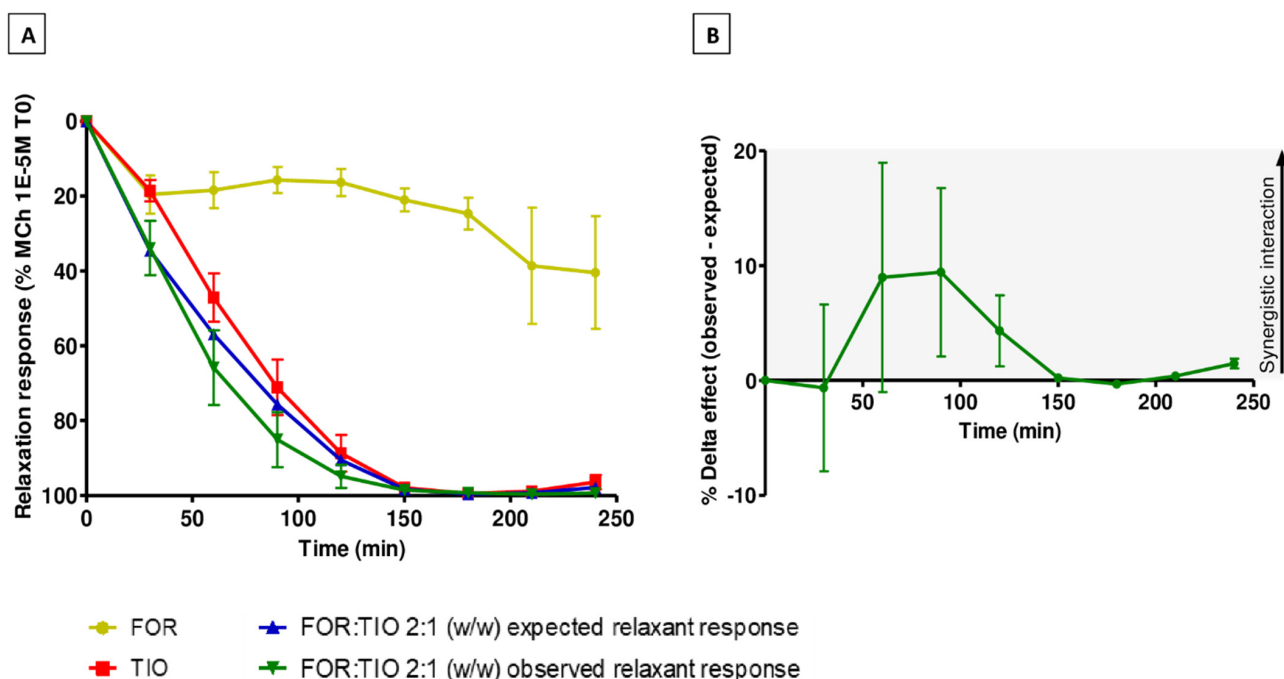 A
B
Relaxation response (% MCh 1E-5M T0)
0
20
40
60
80
100
0
50
100
150
200
250
Time (min)
% Delta effect (observed - expected)
20
10
0
-10
50
100
150
200
250
Time (min)
Synergistic interaction
FOR
FOR:TIO 2:1 (w/w) expected relaxant response
TIO
FOR:TIO 2:1 (w/w) observed relaxant response